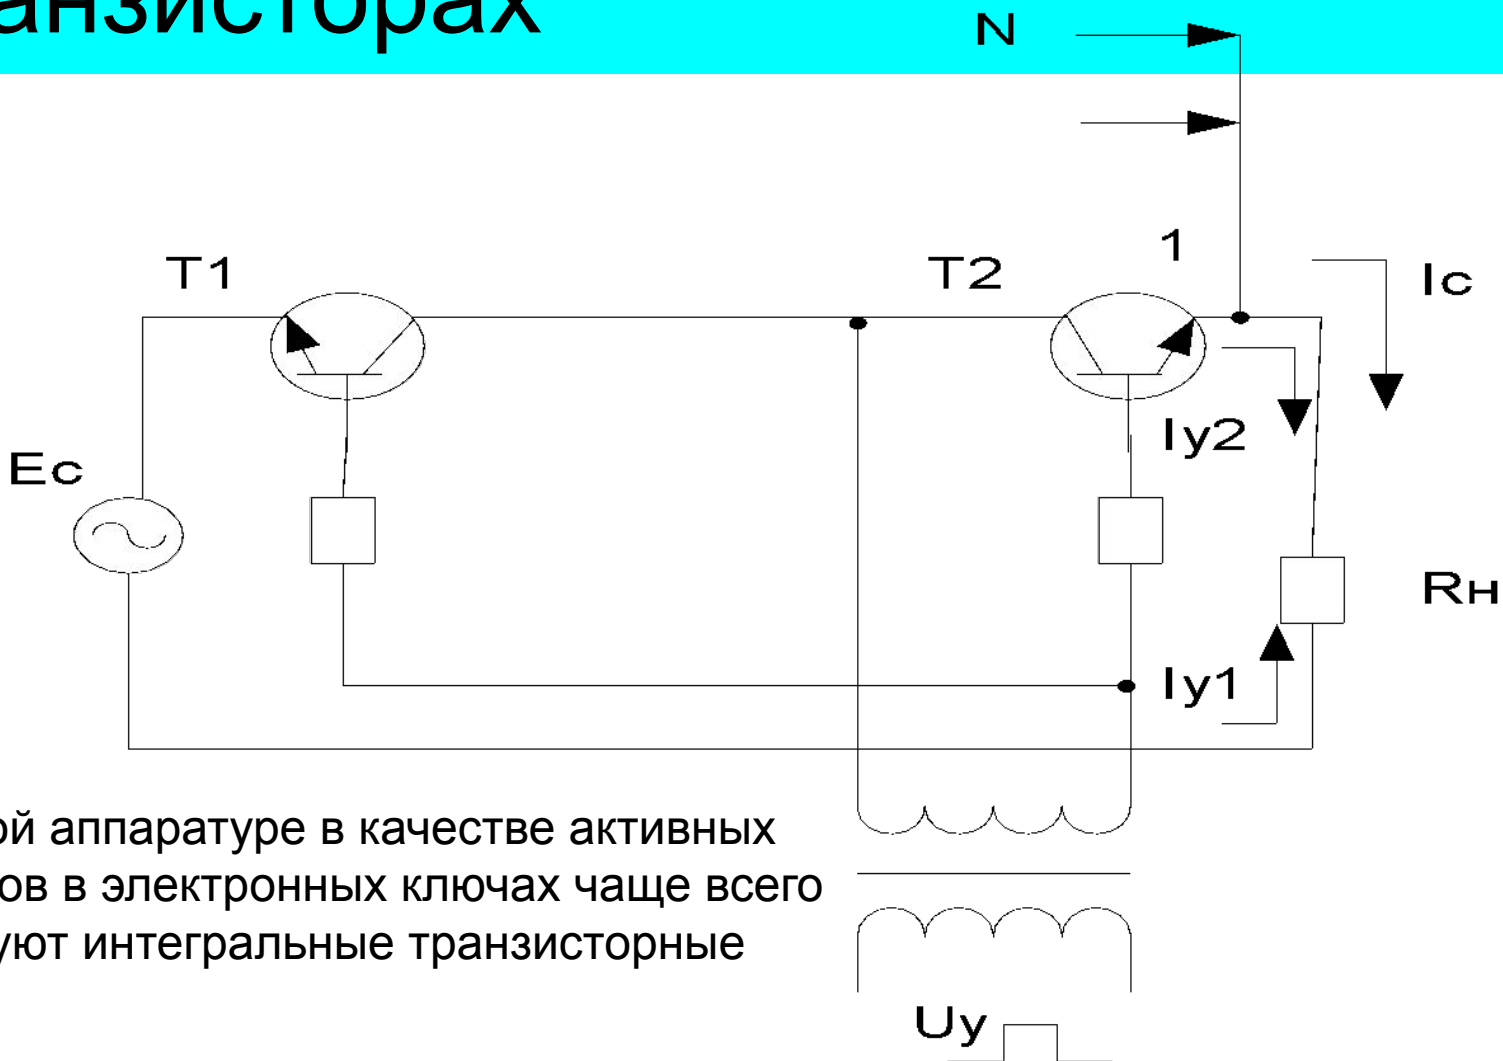 анзисторах
N
1
T1
T2
Ic
Iy2
Ec
Rн
Iy1
ой аппаратуре в качестве активных
ов в электронных ключах чаще всего
уют интегральные транзисторные
Uy